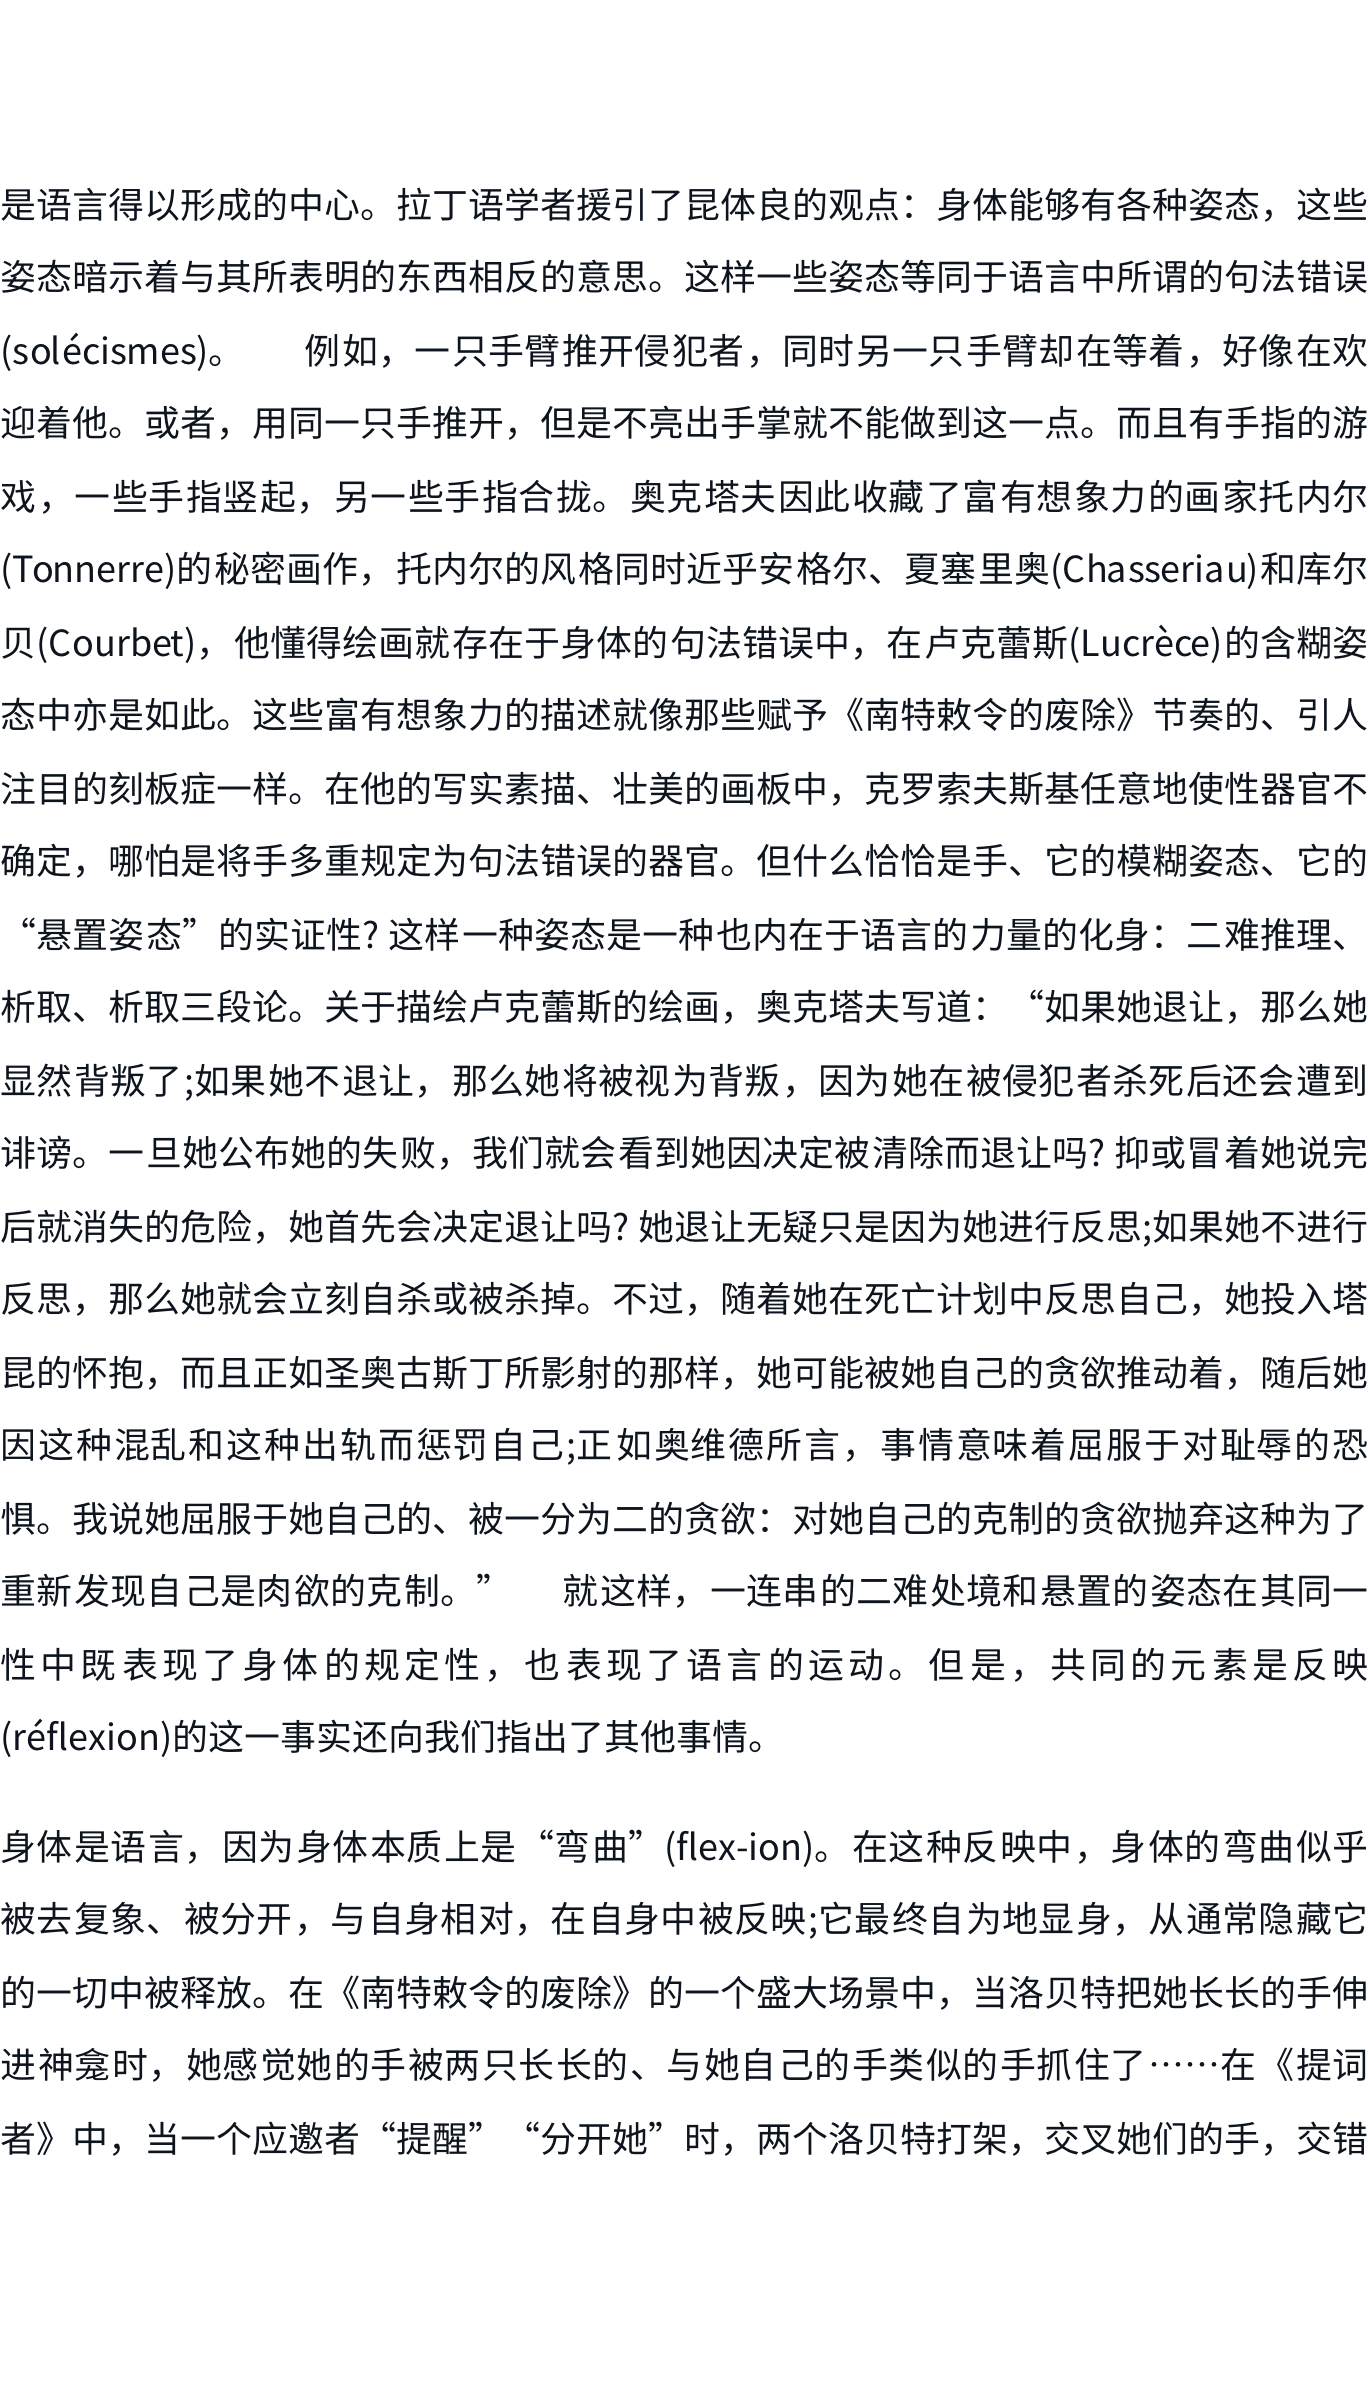 是语言得以形成的中心。拉丁语学者援引了昆体良的观点：身体能够有各种姿态，这些
姿态暗示着与其所表明的东西相反的意思。这样一些姿态等同于语言中所谓的句法错误
(solécismes)。　　例如，一只手臂推开侵犯者，同时另一只手臂却在等着，好像在欢
迎着他。或者，用同一只手推开，但是不亮出手掌就不能做到这一点。而且有手指的游
戏，一些手指竖起，另一些手指合拢。奥克塔夫因此收藏了富有想象力的画家托内尔
(Tonnerre)的秘密画作，托内尔的风格同时近乎安格尔、夏塞里奥(Chasseriau)和库尔
贝(Courbet)，他懂得绘画就存在于身体的句法错误中，在卢克蕾斯(Lucrèce)的含糊姿
态中亦是如此。这些富有想象力的描述就像那些赋予《南特敕令的废除》节奏的、引人
注目的刻板症一样。在他的写实素描、壮美的画板中，克罗索夫斯基任意地使性器官不
确定，哪怕是将手多重规定为句法错误的器官。但什么恰恰是手、它的模糊姿态、它的
“悬置姿态”的实证性? 这样一种姿态是一种也内在于语言的力量的化身：二难推理、
析取、析取三段论。关于描绘卢克蕾斯的绘画，奥克塔夫写道：“如果她退让，那么她
显然背叛了;如果她不退让，那么她将被视为背叛，因为她在被侵犯者杀死后还会遭到
诽谤。一旦她公布她的失败，我们就会看到她因决定被清除而退让吗? 抑或冒着她说完
后就消失的危险，她首先会决定退让吗? 她退让无疑只是因为她进行反思;如果她不进行
反思，那么她就会立刻自杀或被杀掉。不过，随着她在死亡计划中反思自己，她投入塔
昆的怀抱，而且正如圣奥古斯丁所影射的那样，她可能被她自己的贪欲推动着，随后她
因这种混乱和这种出轨而惩罚自己;正如奥维德所言，事情意味着屈服于对耻辱的恐
惧。我说她屈服于她自己的、被一分为二的贪欲：对她自己的克制的贪欲抛弃这种为了
重新发现自己是肉欲的克制。”　　就这样，一连串的二难处境和悬置的姿态在其同一
性中既表现了身体的规定性，也表现了语言的运动。但是，共同的元素是反映
(réflexion)的这一事实还向我们指出了其他事情。
身体是语言，因为身体本质上是“弯曲”(flex-ion)。在这种反映中，身体的弯曲似乎
被去复象、被分开，与自身相对，在自身中被反映;它最终自为地显身，从通常隐藏它
的一切中被释放。在《南特敕令的废除》的一个盛大场景中，当洛贝特把她长长的手伸
进神龛时，她感觉她的手被两只长长的、与她自己的手类似的手抓住了……在《提词
者》中，当一个应邀者“提醒”“分开她”时，两个洛贝特打架，交叉她们的手，交错